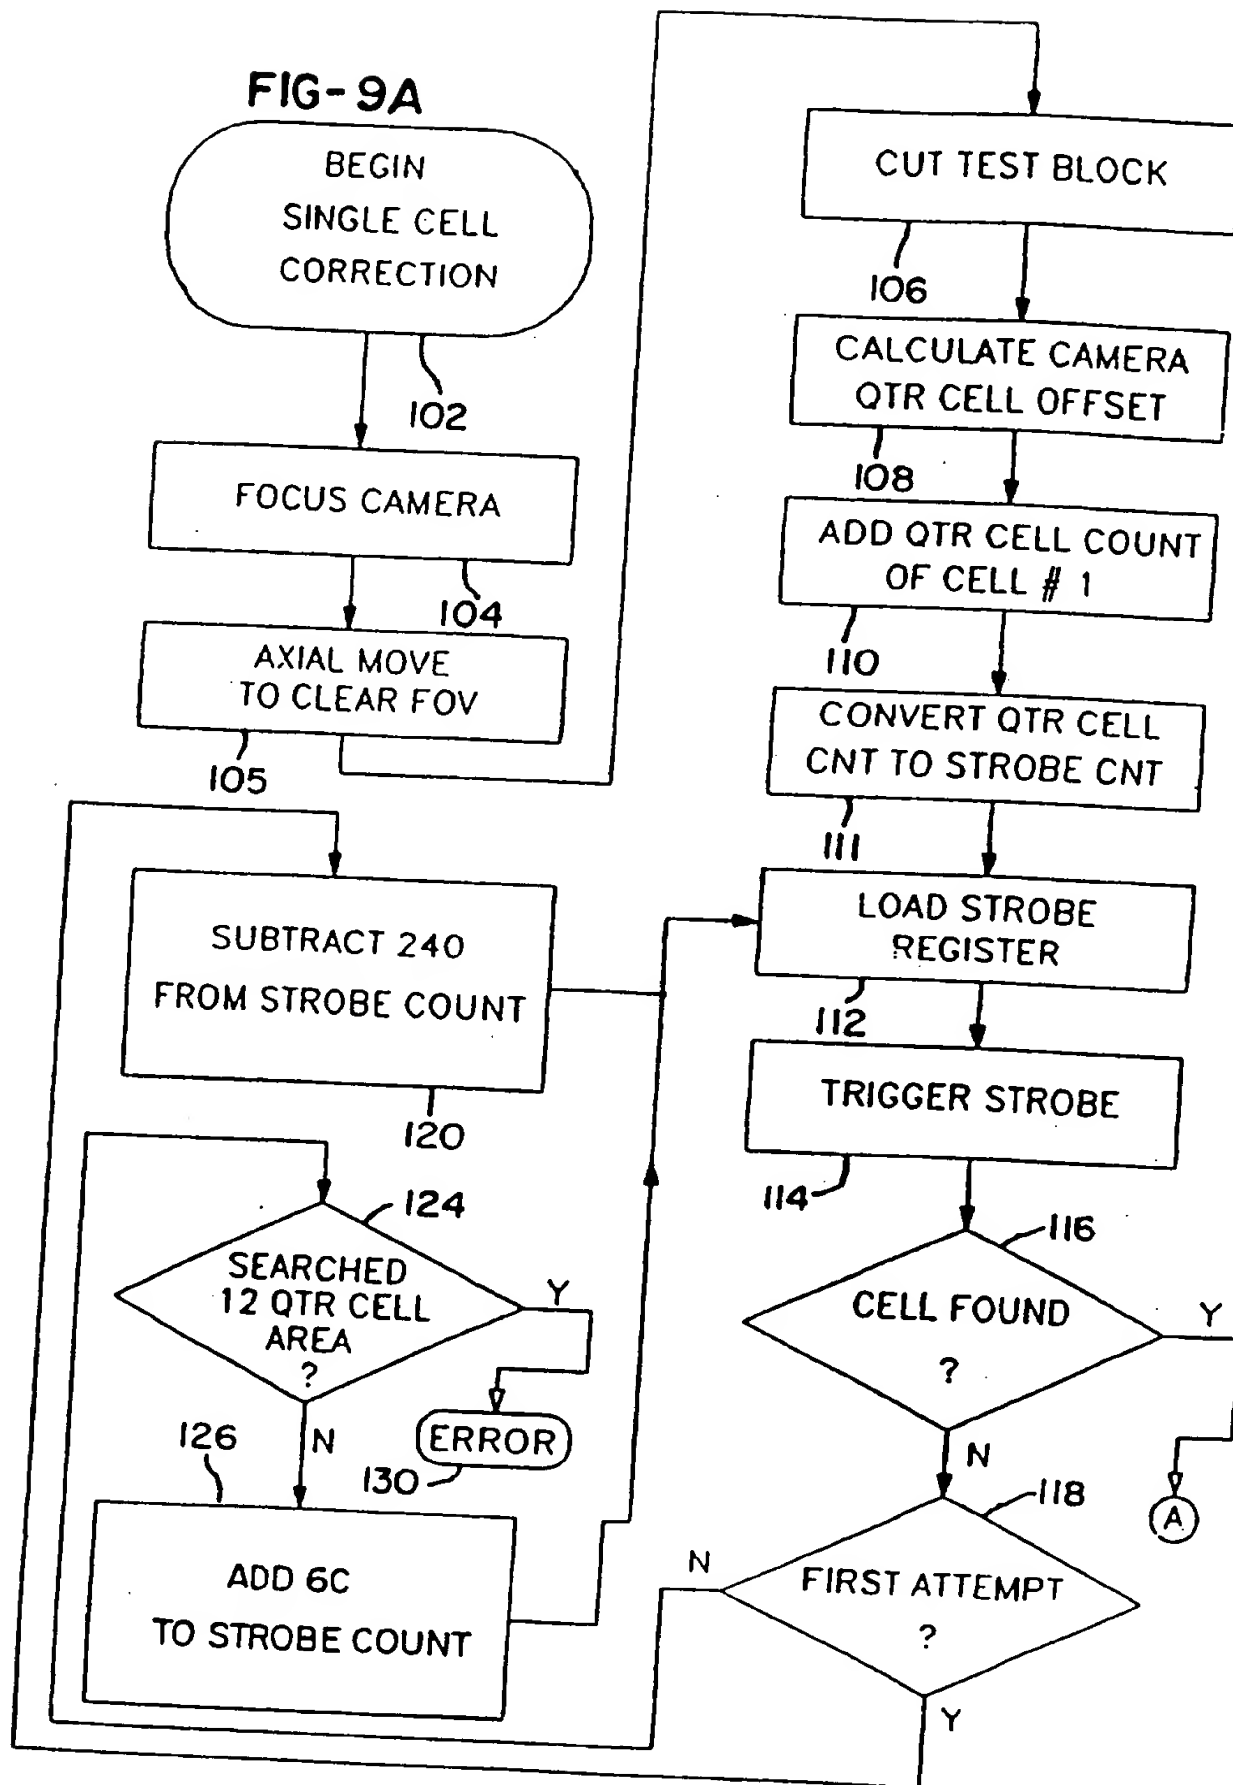 FIG-9A
BEGIN
SINGLE CELL
CORRECTION
102
FOCUS CAMERA
104
AXIAL MOVE
TO CLEAR FOV
105
CUT TEST BLOCK
106
CALCULATE CAMERA
QTR CELL OFFSET
108
ADD QTR CELL COUNT
OF CELL # 1
110
CONVERT QTR CELL
CNT TO STROBE CNT
111
LOAD STROBE
REGISTER
112
TRIGGER STROBE
114
116
CELL FOUND
?
Y
N
A
118
FIRST ATTEMPT
?
N
Y
SUBTRACT 240
FROM STROBE COUNT
120
124
SEARCHED
12 QTR CELL
AREA
?
Y
N
ERROR
130
126
ADD 6C
TO STROBE COUNT